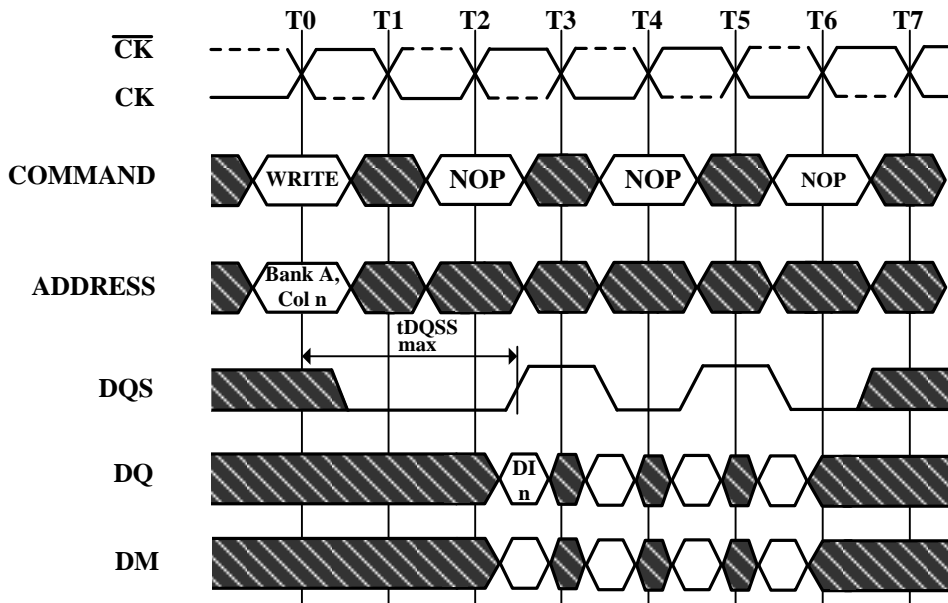 T0 T1 T2 T3 T4 T5 T6 T7
CK
CK
COMMAND
WRITE NOP NOP NOP
ADDRESS
Bank A,
Col n
tDQSS
max
DQS
DQ
DI
n
DM